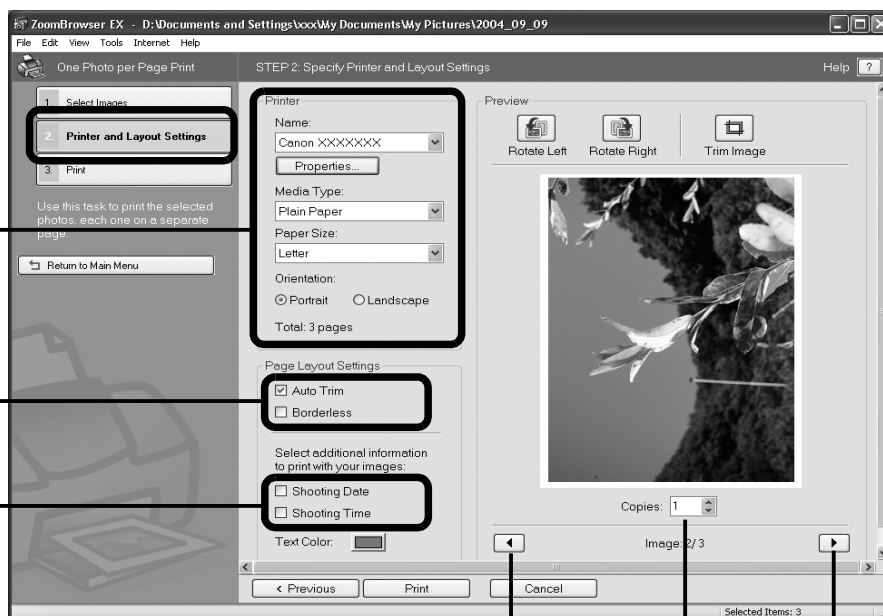 ZoomBrowser EX - D:\Documents and Settings\xxx\My Documents\My Pictures\2004_09_09
File Edit View Tools Internet Help
One Photo per Page Print
STEP 2: Specify Printer and Layout Settings
Help ?
1. Select Images
2. Printer and Layout Settings
3. Print
Use this task to print the selected
photos, each one on a separate
page.
Return to Main Menu
Printer
Name:
Canon XXXXXXX
Properties...
Media Type:
Plain Paper
Paper Size:
Letter
Orientation:
Portrait Landscape
Total: 3 pages
Page Layout Settings
Auto Trim
Borderless
Select additional information
to print with your images:
Shooting Date
Shooting Time
Text Color:
Preview
Rotate Left Rotate Right Trim Image
Copies: 1
Image: 2/ 3
< Previous Print Cancel
Selected Items: 3